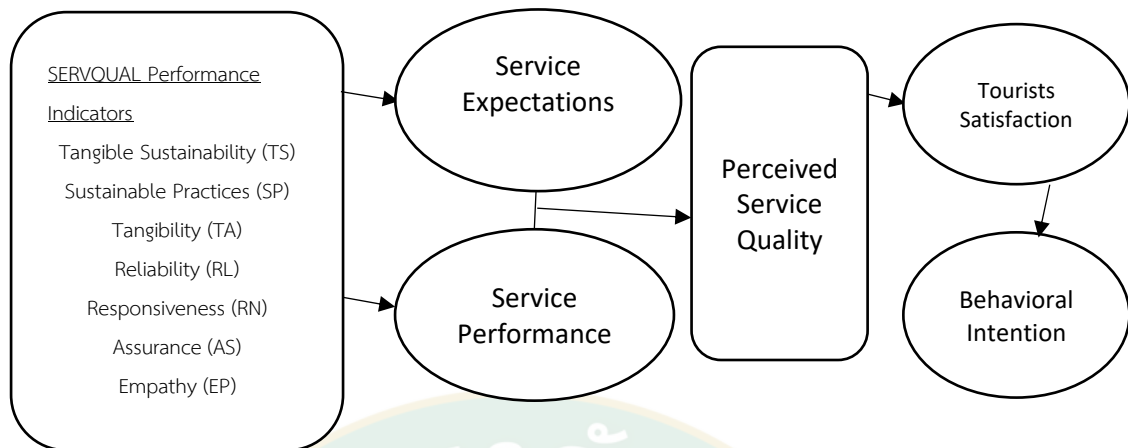 SERVQUAL Performance
Indicators
Tangible Sustainability (TS)
Sustainable Practices (SP)
Tangibility (TA)
Reliability (RL)
Responsiveness (RN)
Assurance (AS)
Empathy (EP)
Service
Expectations
Service
Performance
Perceived
Service
Quality
Tourists
Satisfaction
Behavioral
Intention